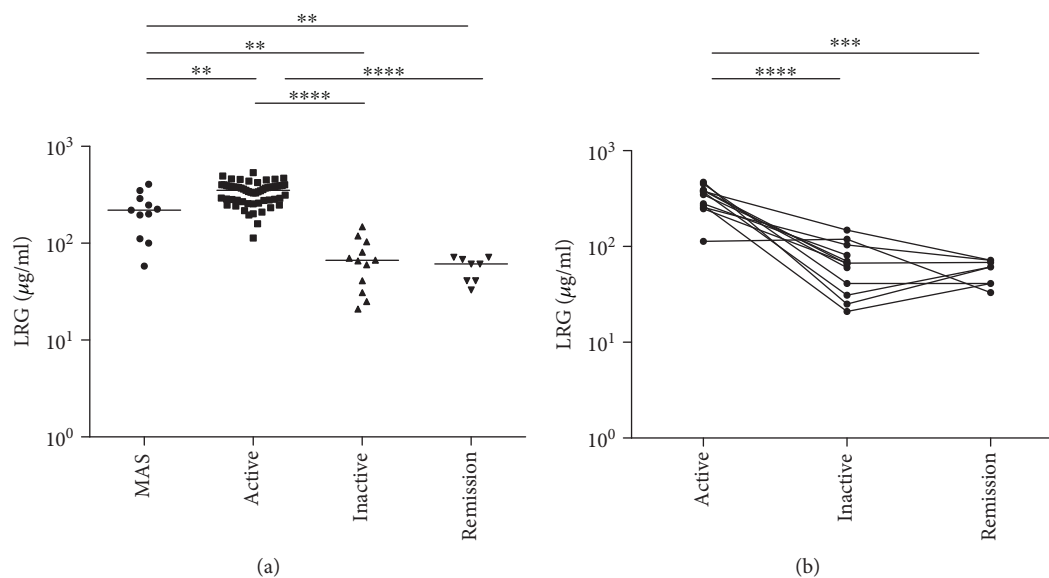 **
**
** ****
****
10³
10²
10¹
10⁰
LRG (μg/ml)
MAS
Active
Inactive
Remission
(a)
***
****
10³
10²
10¹
10⁰
LRG (μg/ml)
Active
Inactive
Remission
(b)